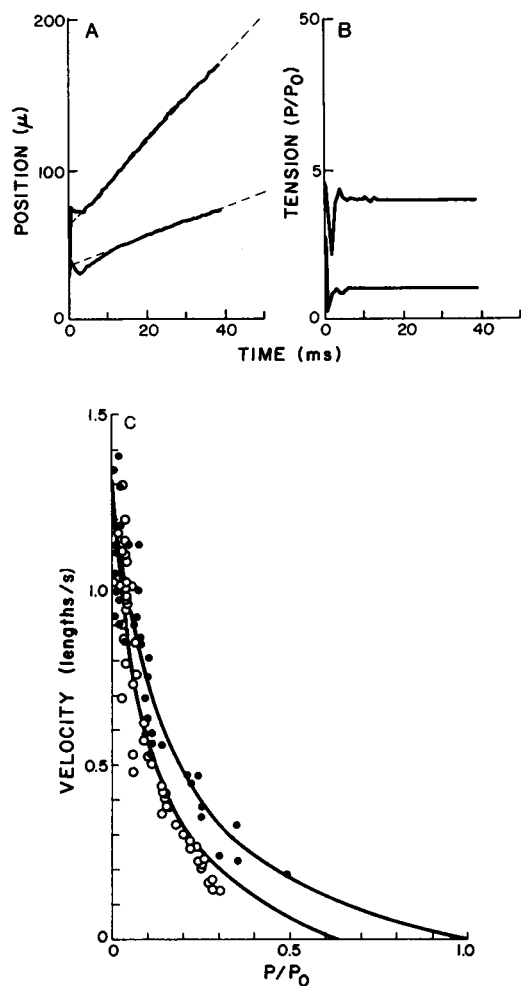 A
POSITION (μ)
200
100
0
0 20 40
B
TENSION (P/P₀)
50
5
0
0 20 40
TIME (ms)
C
VELOCITY (lengths/s)
1.5
1.0
0.5
0
0 0.5 1.0
P/P₀